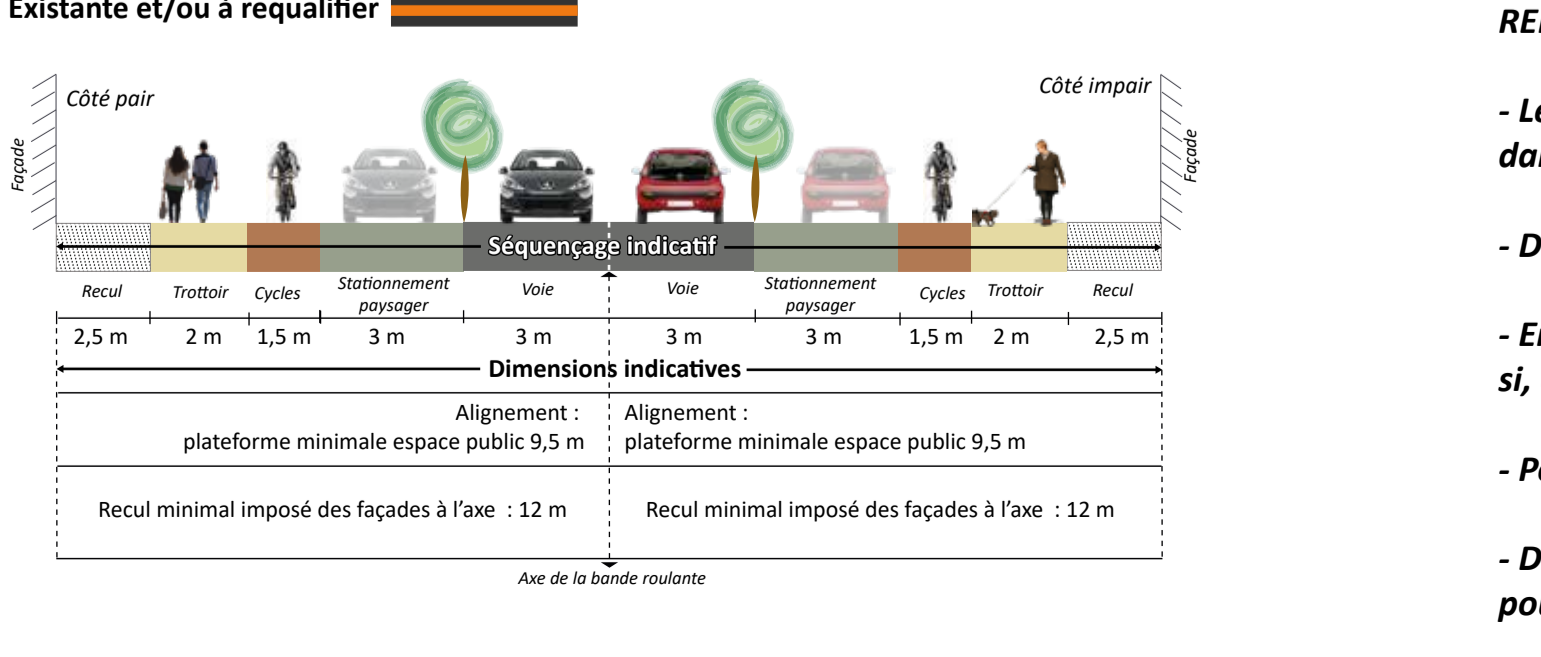 Existante et/ou à requalifier
Côté pair
Côté impair
Façade
Façade
Séquençage indicatif
Recul
Trottoir
Cycles
Stationnement
paysager
Voie
Voie
Stationnement
paysager
Cycles
Trottoir
Recul
2,5 m
2 m
1,5 m
3 m
3 m
3 m
3 m
1,5 m
2 m
2,5 m
Dimensions indicatives
Alignement :
plateforme minimale espace public 9,5 m
Alignement :
plateforme minimale espace public 9,5 m
Recul minimal imposé des façades à l’axe : 12 m
Recul minimal imposé des façades à l’axe : 12 m
Axe de la bande roulante
-
-
-
si,
-
-